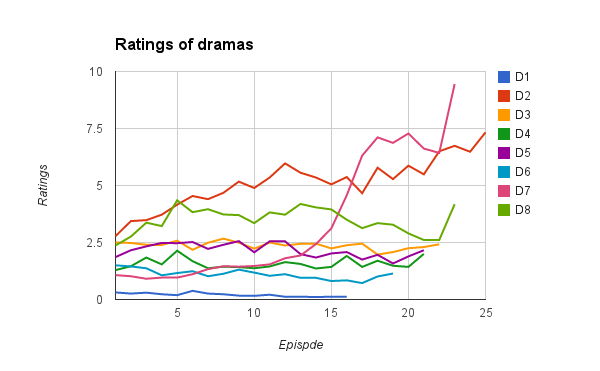 Ratings of dramas
10
7.5
5
2.5
0
Ratings
5
10
15
20
25
Epispde
D1
D2
D3
D4
D5
D6
D7
D8